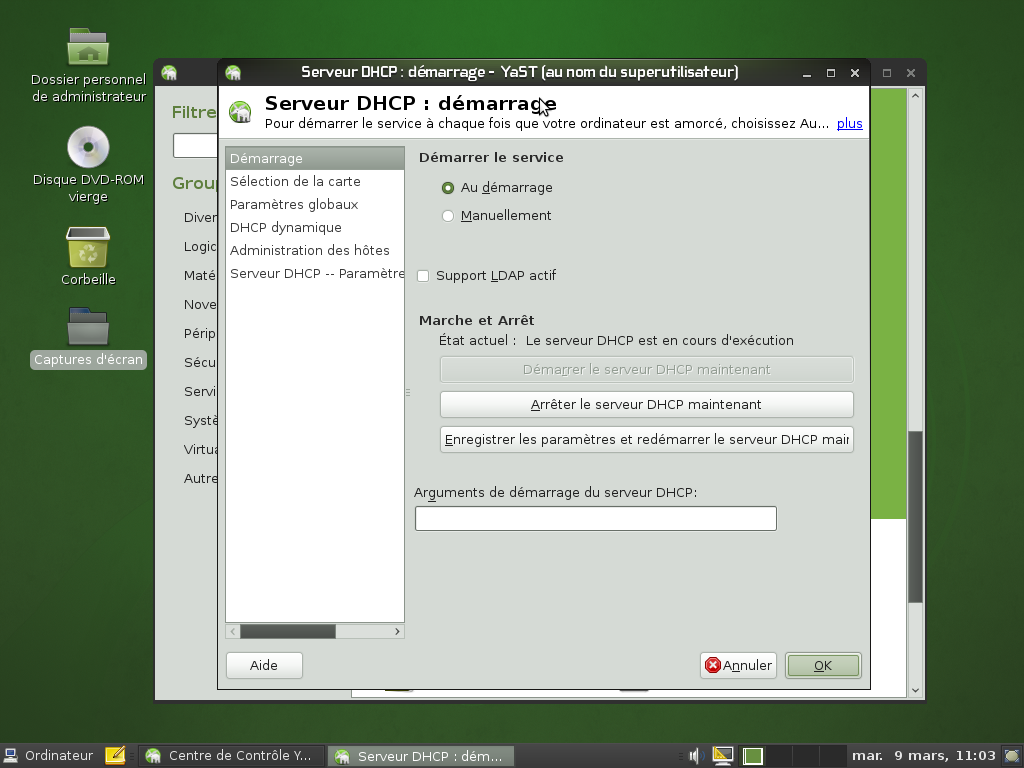 Dossier personnel
de administrateur
Disque DVD-ROM
vierge
Corbeille
Captures d'écran
Filtre
Group
Diver
Logic
Maté
Nove
Périp
Sécu
Servi
Systè
Virtua
Autre
Serveur DHCP : démarrage - YaST (au nom du superutilisateur)
Serveur DHCP : démarrage
Pour démarrer le service à chaque fois que votre ordinateur est amorcé, choisissez Au... plus
Démarrage
Sélection de la carte
Paramètres globaux
DHCP dynamique
Administration des hôtes
Serveur DHCP -- Paramètre
Démarrer le service
Au démarrage
Manuellement
Support LDAP actif
Marche et Arrêt
État actuel : Le serveur DHCP est en cours d'exécution
Démarrer le serveur DHCP maintenant
Arrêter le serveur DHCP maintenant
Enregistrer les paramètres et redémarrer le serveur DHCP main
Arguments de démarrage du serveur DHCP:
Aide
Annuler
OK
Ordinateur
Centre de Contrôle Y...
Serveur DHCP : dém...
mar. 9 mars, 11:03